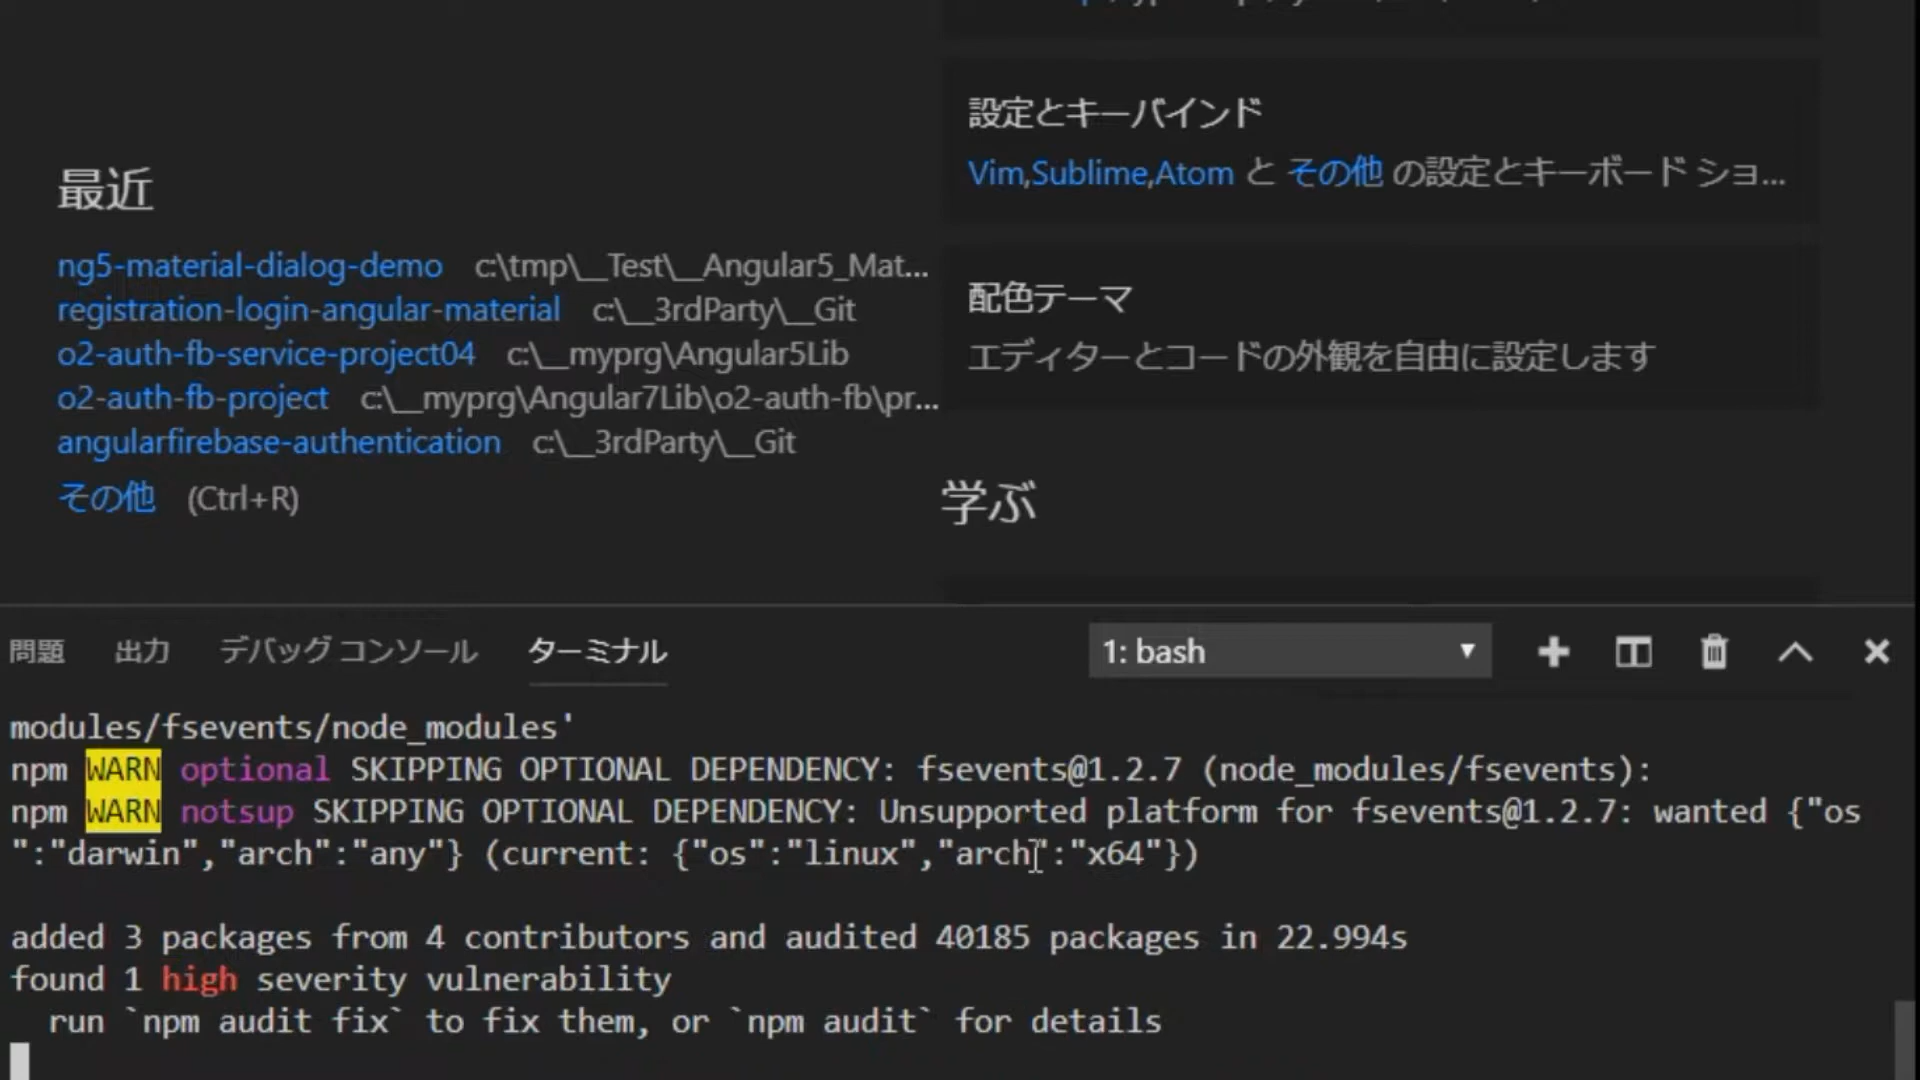 最近
ng5-material-dialog-demo c:\tmp\__Test\__Angular5_Mat...
registration-login-angular-material c:\__3rdParty\__Git
o2-auth-fb-service-project04 c:\__myprg\Angular5Lib
o2-auth-fb-project c:\__myprg\Angular7Lib\o2-auth-fb\pr...
angularfirebase-authentication c:\__3rdParty\__Git
その他 (Ctrl+R)
設定とキーバインド
Vim,Sublime,Atom と その他 の設定とキーボード ショ...
配色テーマ
エディターとコードの外観を自由に設定します
学ぶ
問題 出力 デバッグ コンソール ターミナル 1: bash
modules/fsevents/node_modules'
npm WARN optional SKIPPING OPTIONAL DEPENDENCY: fsevents@1.2.7 (node_modules/fsevents):
npm WARN notsup SKIPPING OPTIONAL DEPENDENCY: Unsupported platform for fsevents@1.2.7: wanted {"os
":"darwin","arch":"any"} (current: {"os":"linux","arch":"x64"})
added 3 packages from 4 contributors and audited 40185 packages in 22.994s
found 1 high severity vulnerability
run `npm audit fix` to fix them, or `npm audit` for details